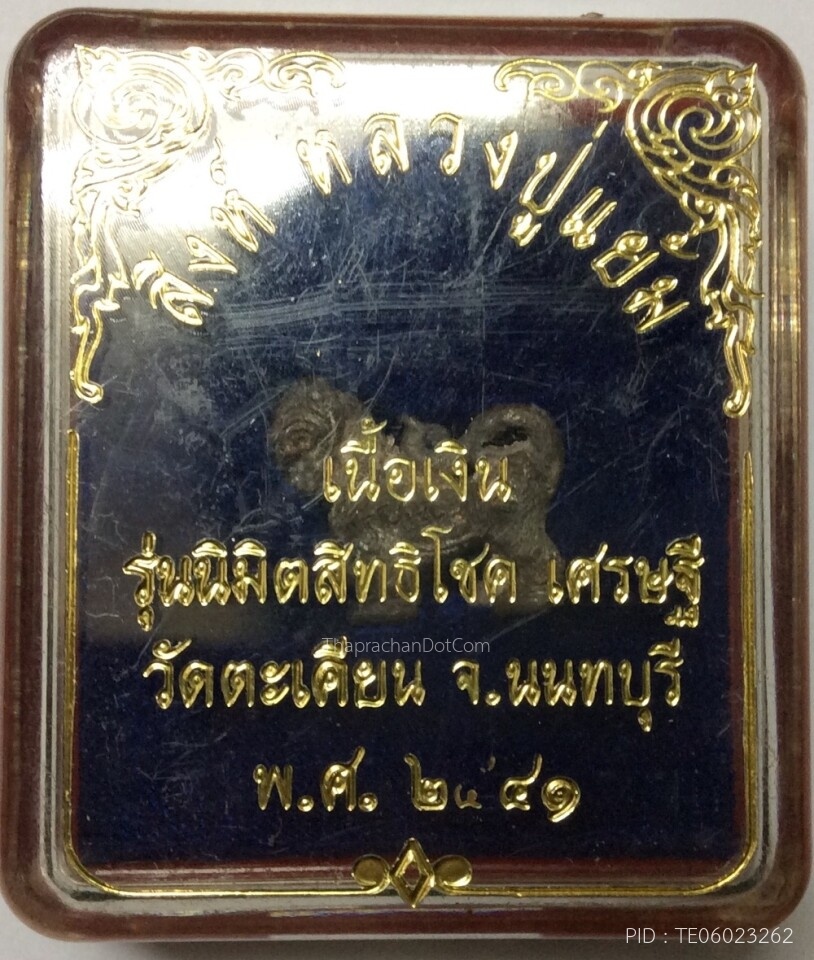 สิงห์ หลวงปู่แย้ม
เนื้อเงิน
รุ่นนิมิตสิทธิโชค เศรษฐี
ThaprachanDotCom
วัดตะเคียน จ.นนทบุรี
พ.ศ. ๒๕๔๑
PID : TE06023262